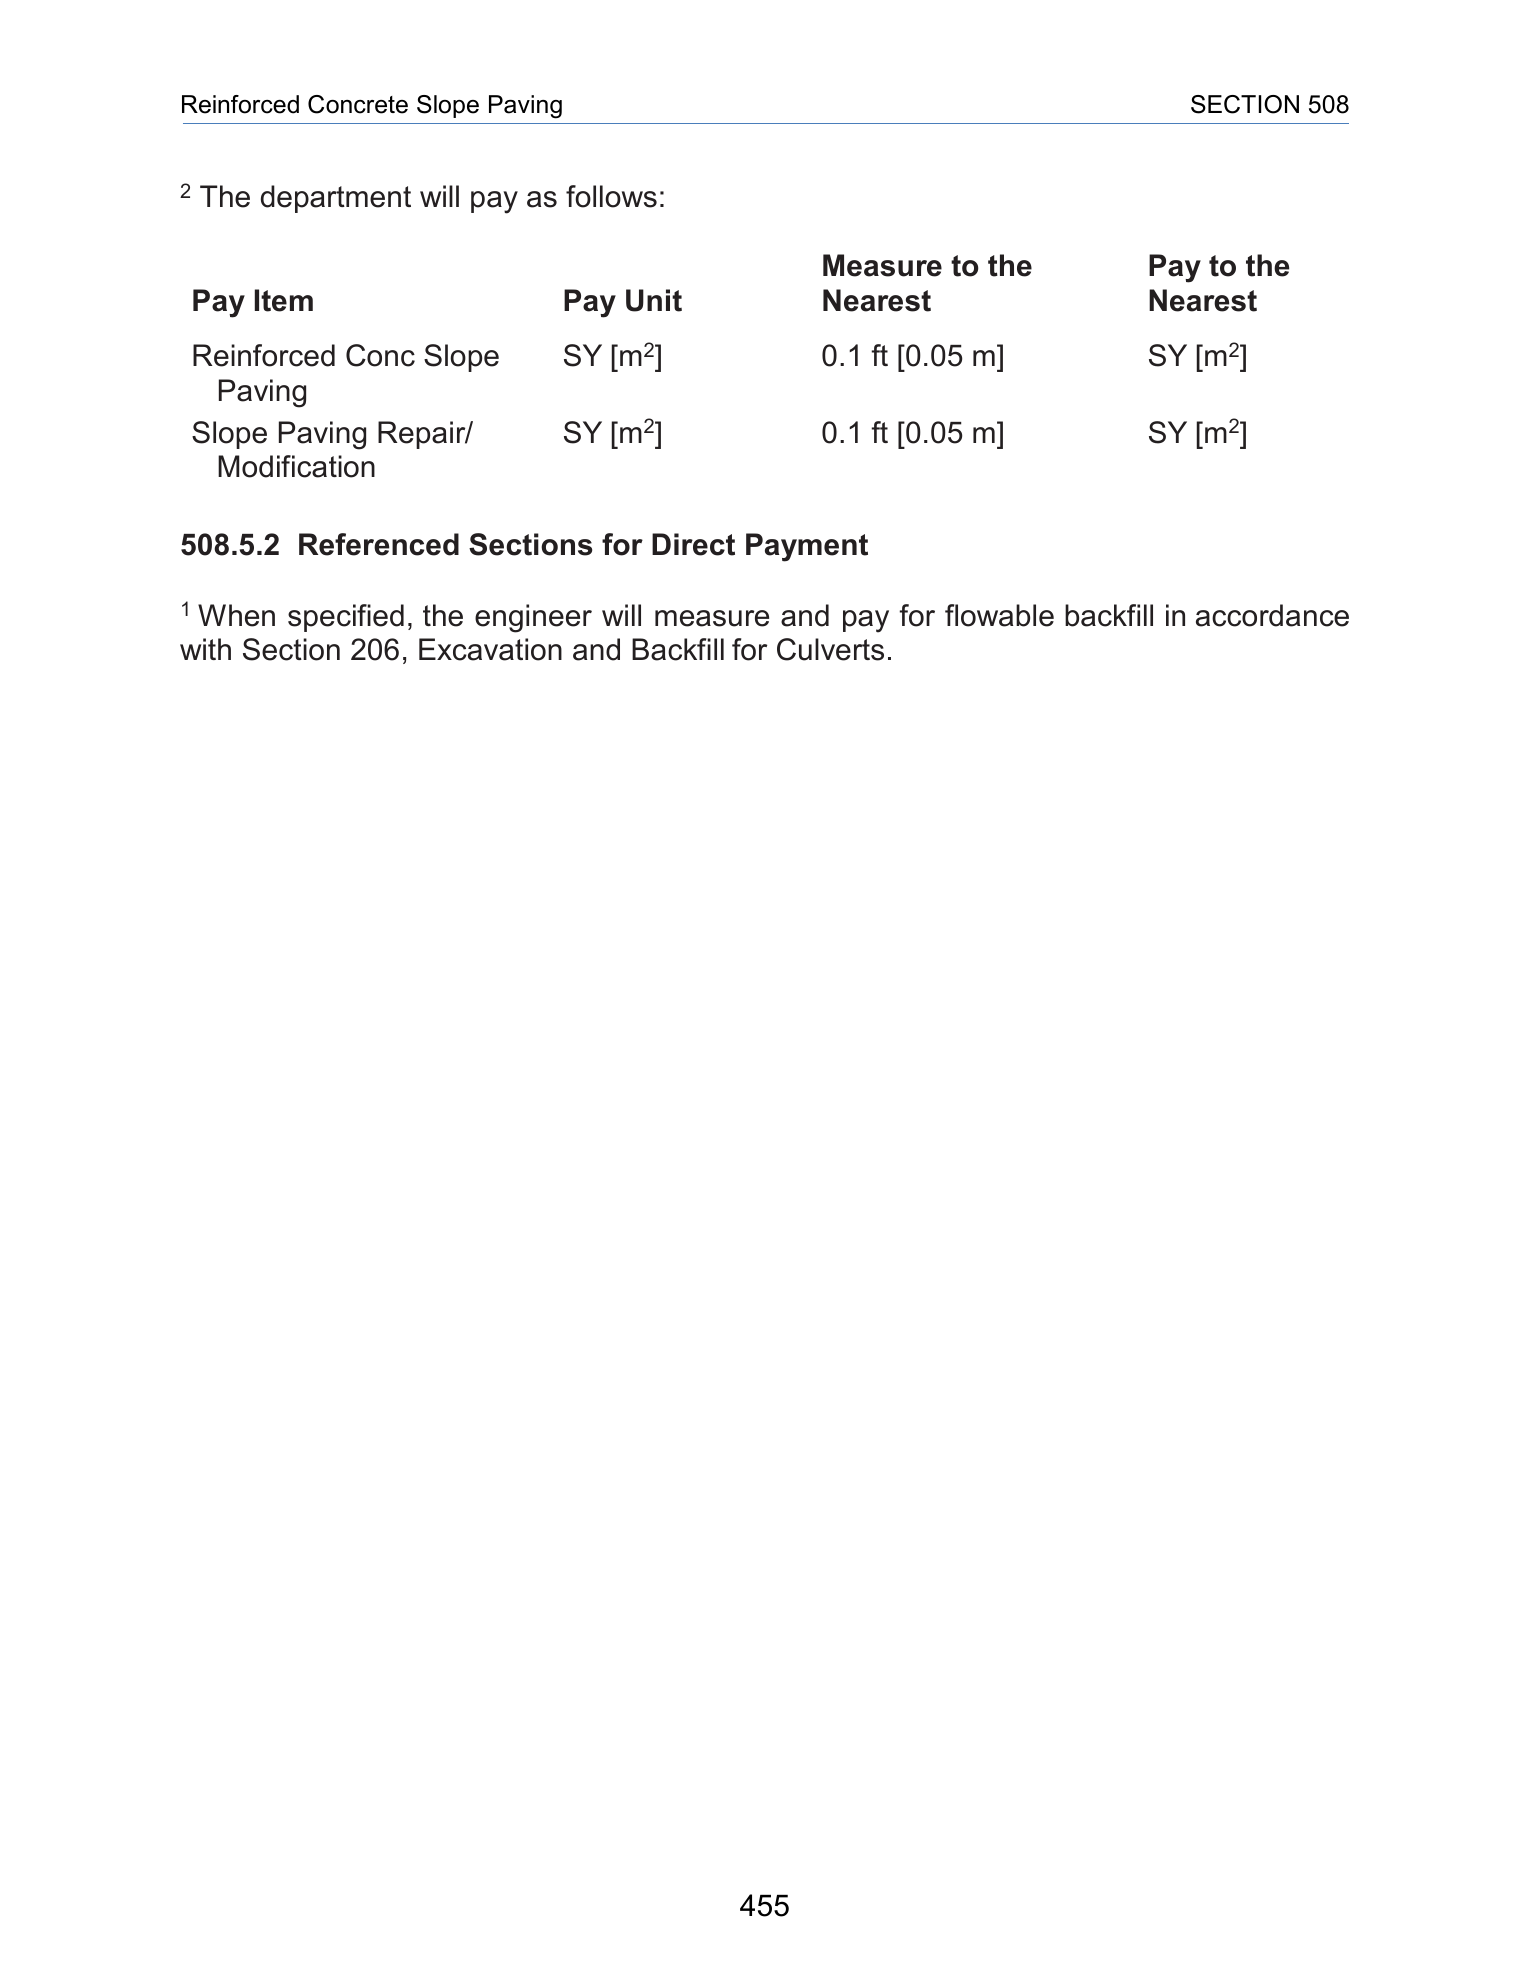 Reinforced Concrete Slope Paving SECTION 508
² The department will pay as follows:
Measure to the Pay to the
Pay Item Pay Unit Nearest Nearest
Reinforced Conc Slope SY [m²] 0.1 ft [0.05 m] SY [m²]
Paving
Slope Paving Repair/ SY [m²] 0.1 ft [0.05 m] SY [m²]
Modification
508.5.2 Referenced Sections for Direct Payment
¹ When specified, the engineer will measure and pay for flowable backfill in accordance
with Section 206, Excavation and Backfill for Culverts.
455